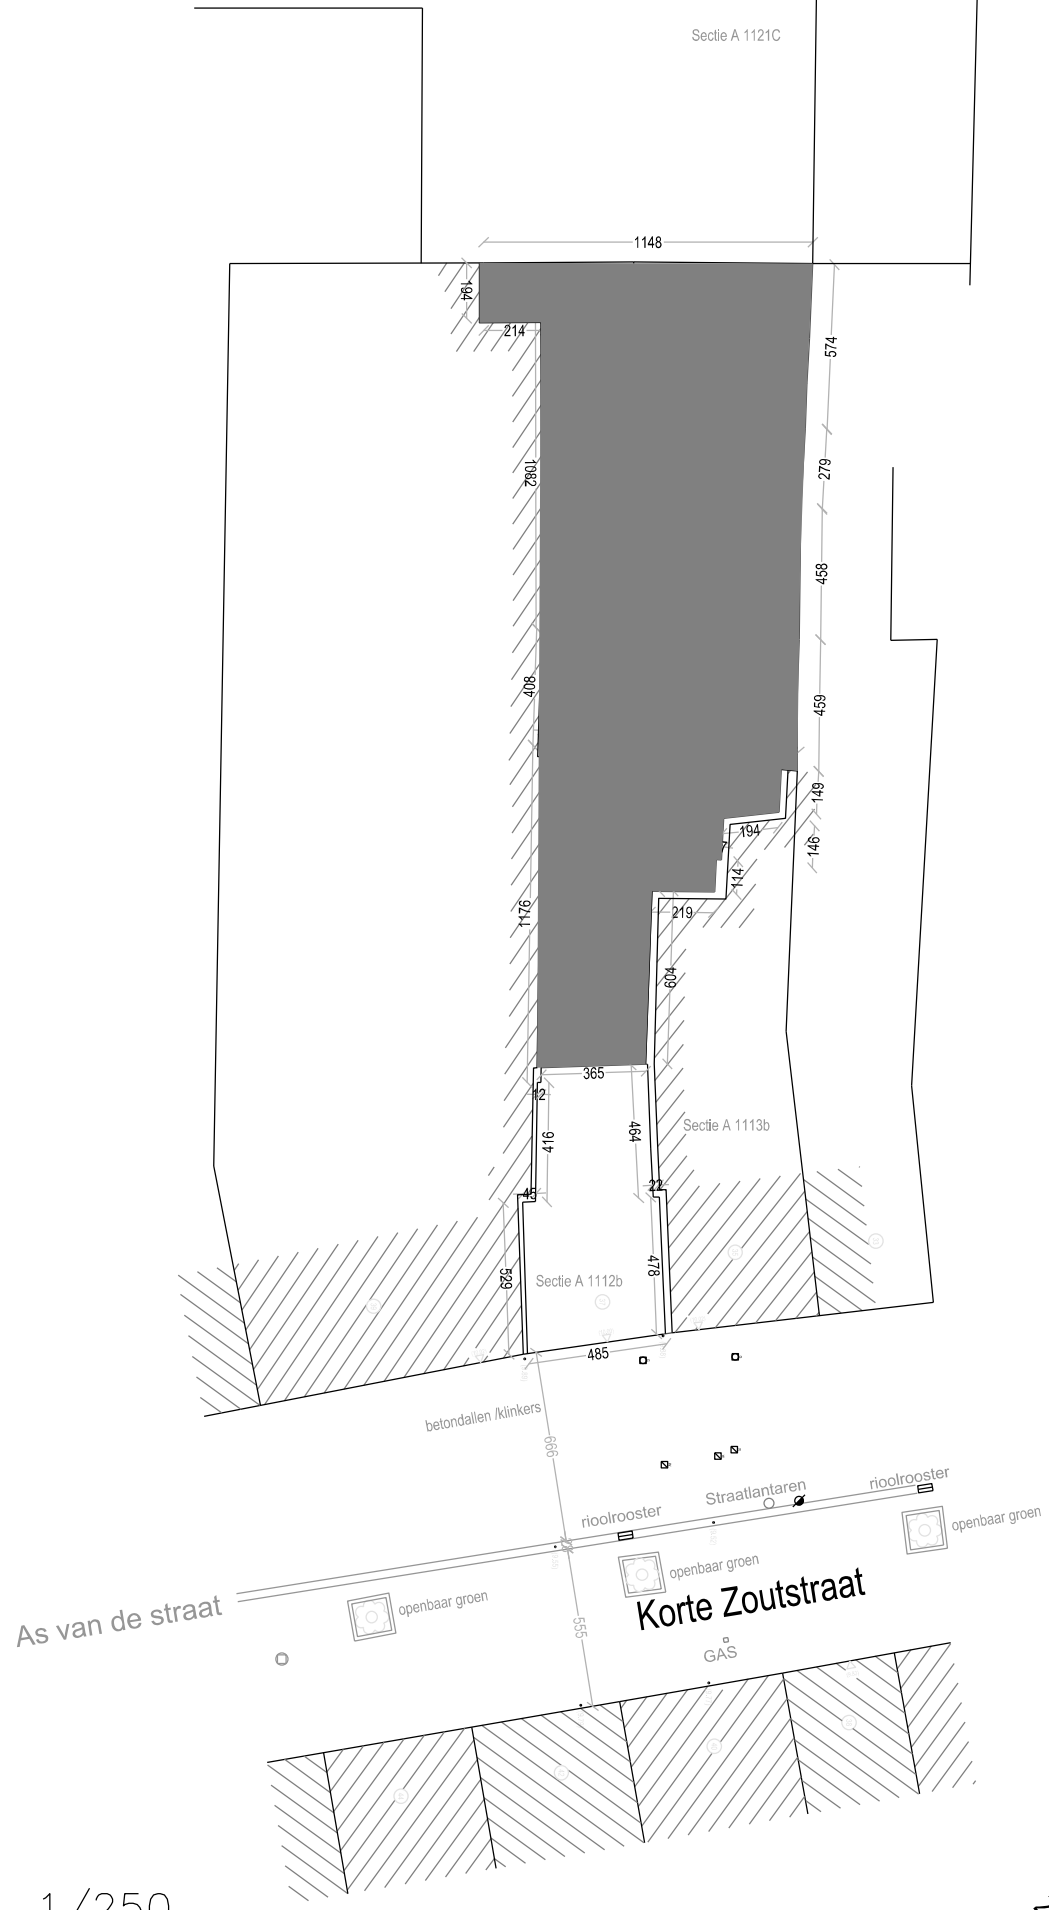 Sectie A 1121C
1148
194
214
574
1082
279
458
408
459
149
194
146
7
114
1176
219
604
365
12
416
464
Sectie A 1113b
45
22
529
Sectie A 1112b
478
485
betondallen /klinkers
666
Straatlantaren
rioolrooster
rioolrooster
openbaar groen
openbaar groen
openbaar groen
As van de straat
Korte Zoutstraat
555
GAS
1/250